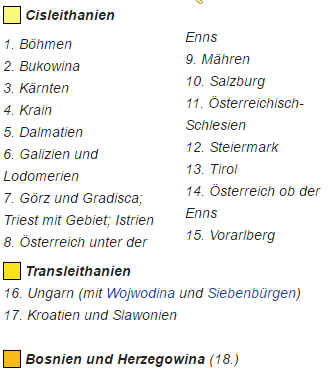 Cisleithanien
1. Böhmen
2. Bukowina
3. Kärnten
4. Krain
5. Dalmatien
6. Galizien und
Lodomerien
7. Görz und Gradisca;
Triest mit Gebiet; Istrien
8. Österreich unter der
Enns
9. Mähren
10. Salzburg
11. Österreichisch-
Schlesien
12. Steiermark
13. Tirol
14. Österreich ob der
Enns
15. Vorarlberg
Transleithanien
16. Ungarn (mit Wojwodina und Siebenbürgen)
17. Kroatien und Slawonien
Bosnien und Herzegowina (18.)